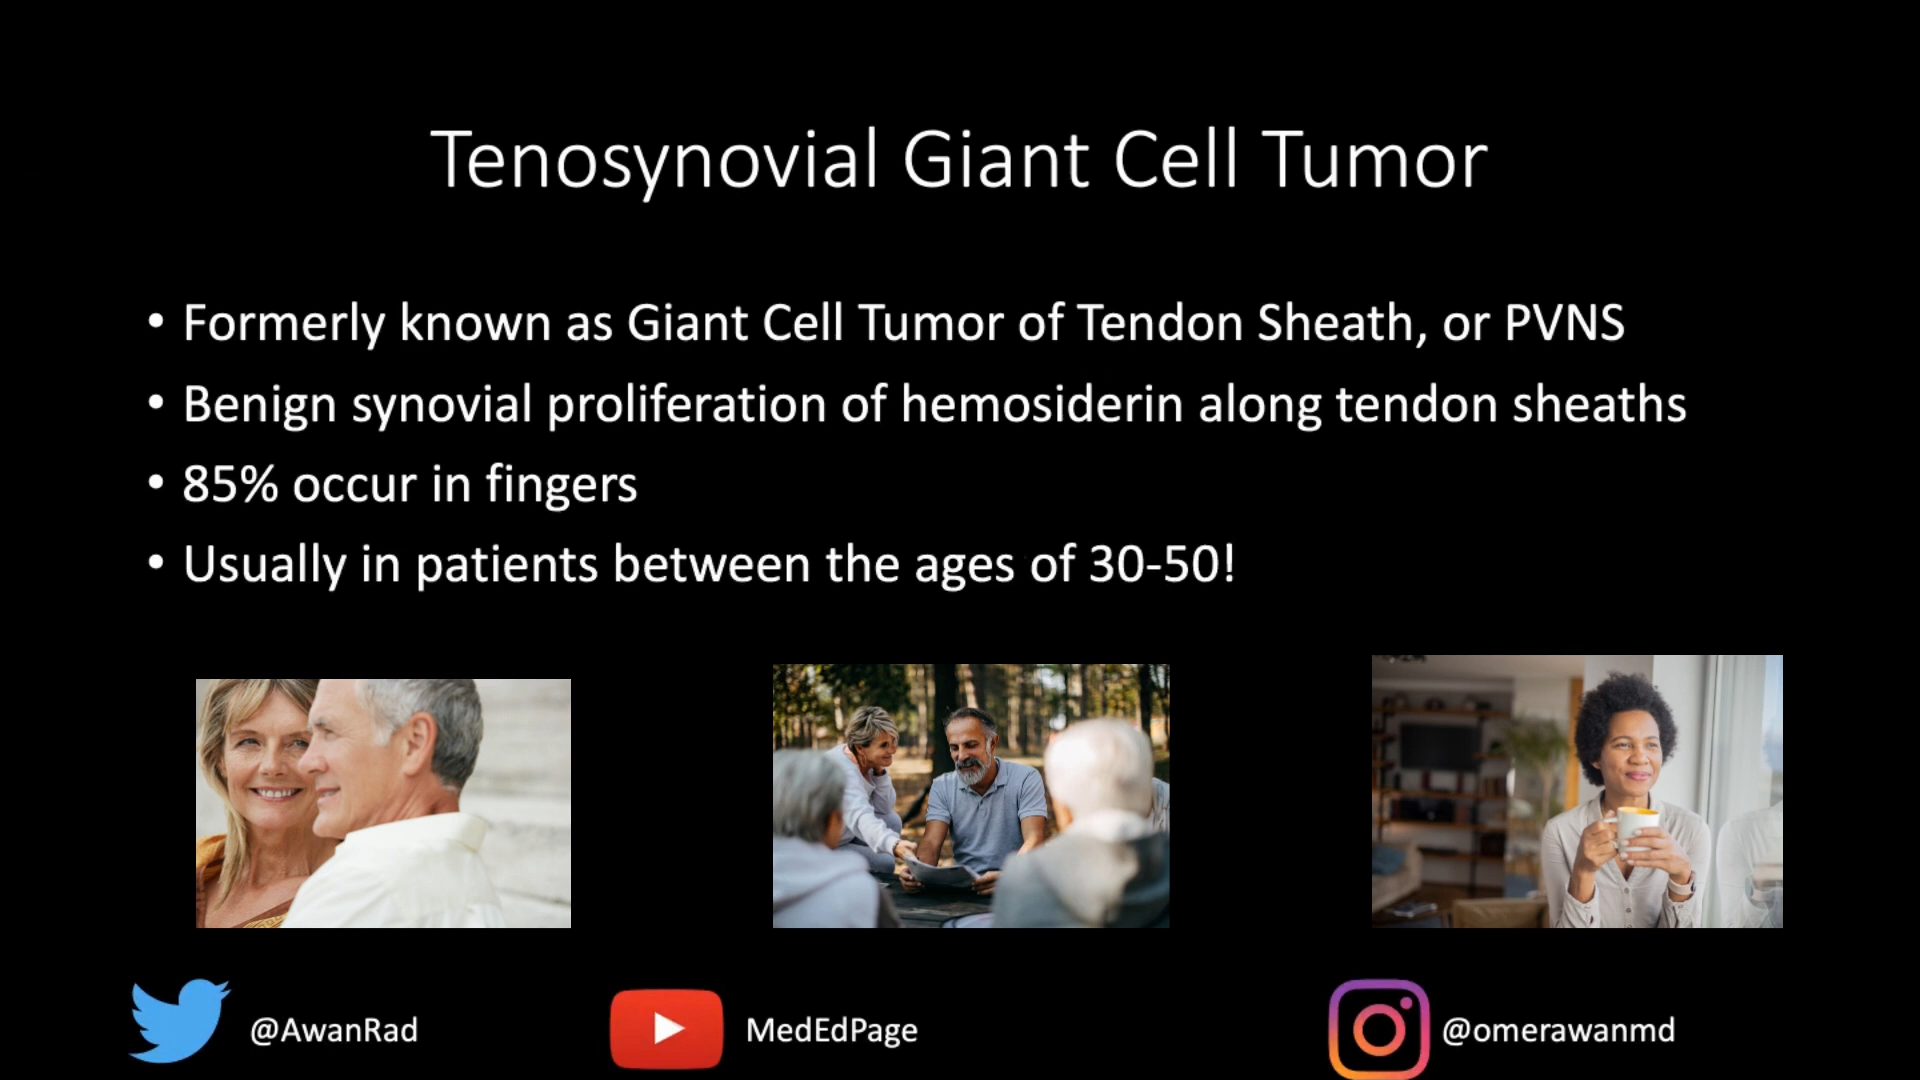 Tenosynovial Giant Cell Tumor
• Formerly known as Giant Cell Tumor of Tendon Sheath, or PVNS
• Benign synovial proliferation of hemosiderin along tendon sheaths
• 85% occur in fingers
• Usually in patients between the ages of 30-50!
@AwanRad
MedEdPage
@omerawanmd